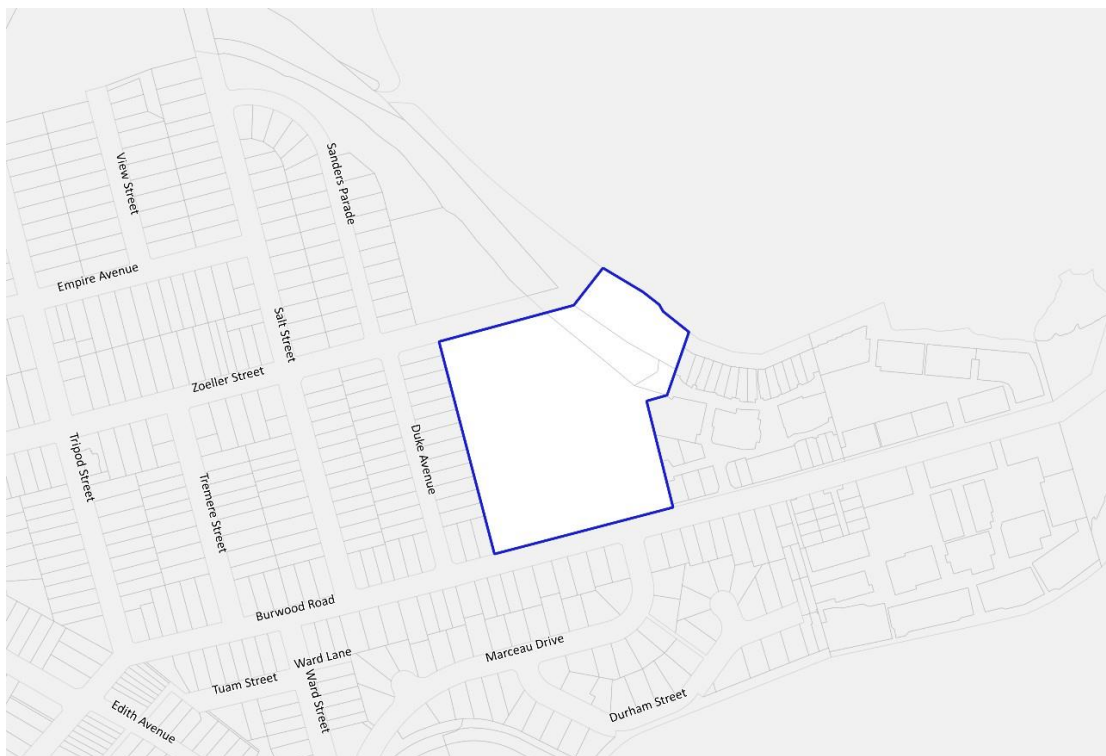 View Street
Sanders Parade
Empire Avenue
Salt Street
Zoeller Street
Duke Avenue
Tripod Street
Tremere Street
Burwood Road
Ward Lane
Marceau Drive
Tuam Street
Ward Street
Durham Street
Edith Avenue